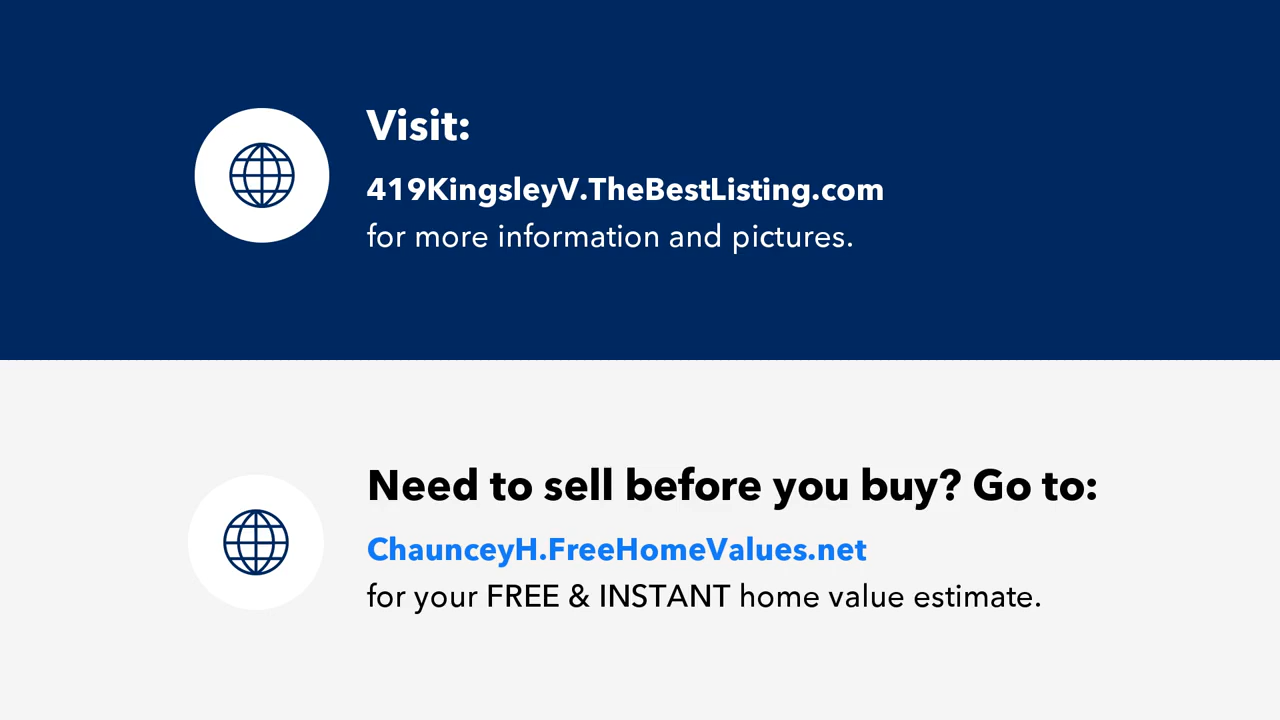 Visit:
419KingsleyV.TheBestListing.com
for more information and pictures.
Need to sell before you buy? Go to:
ChaunceyH.FreeHomeValues.net
for your FREE & INSTANT home value estimate.